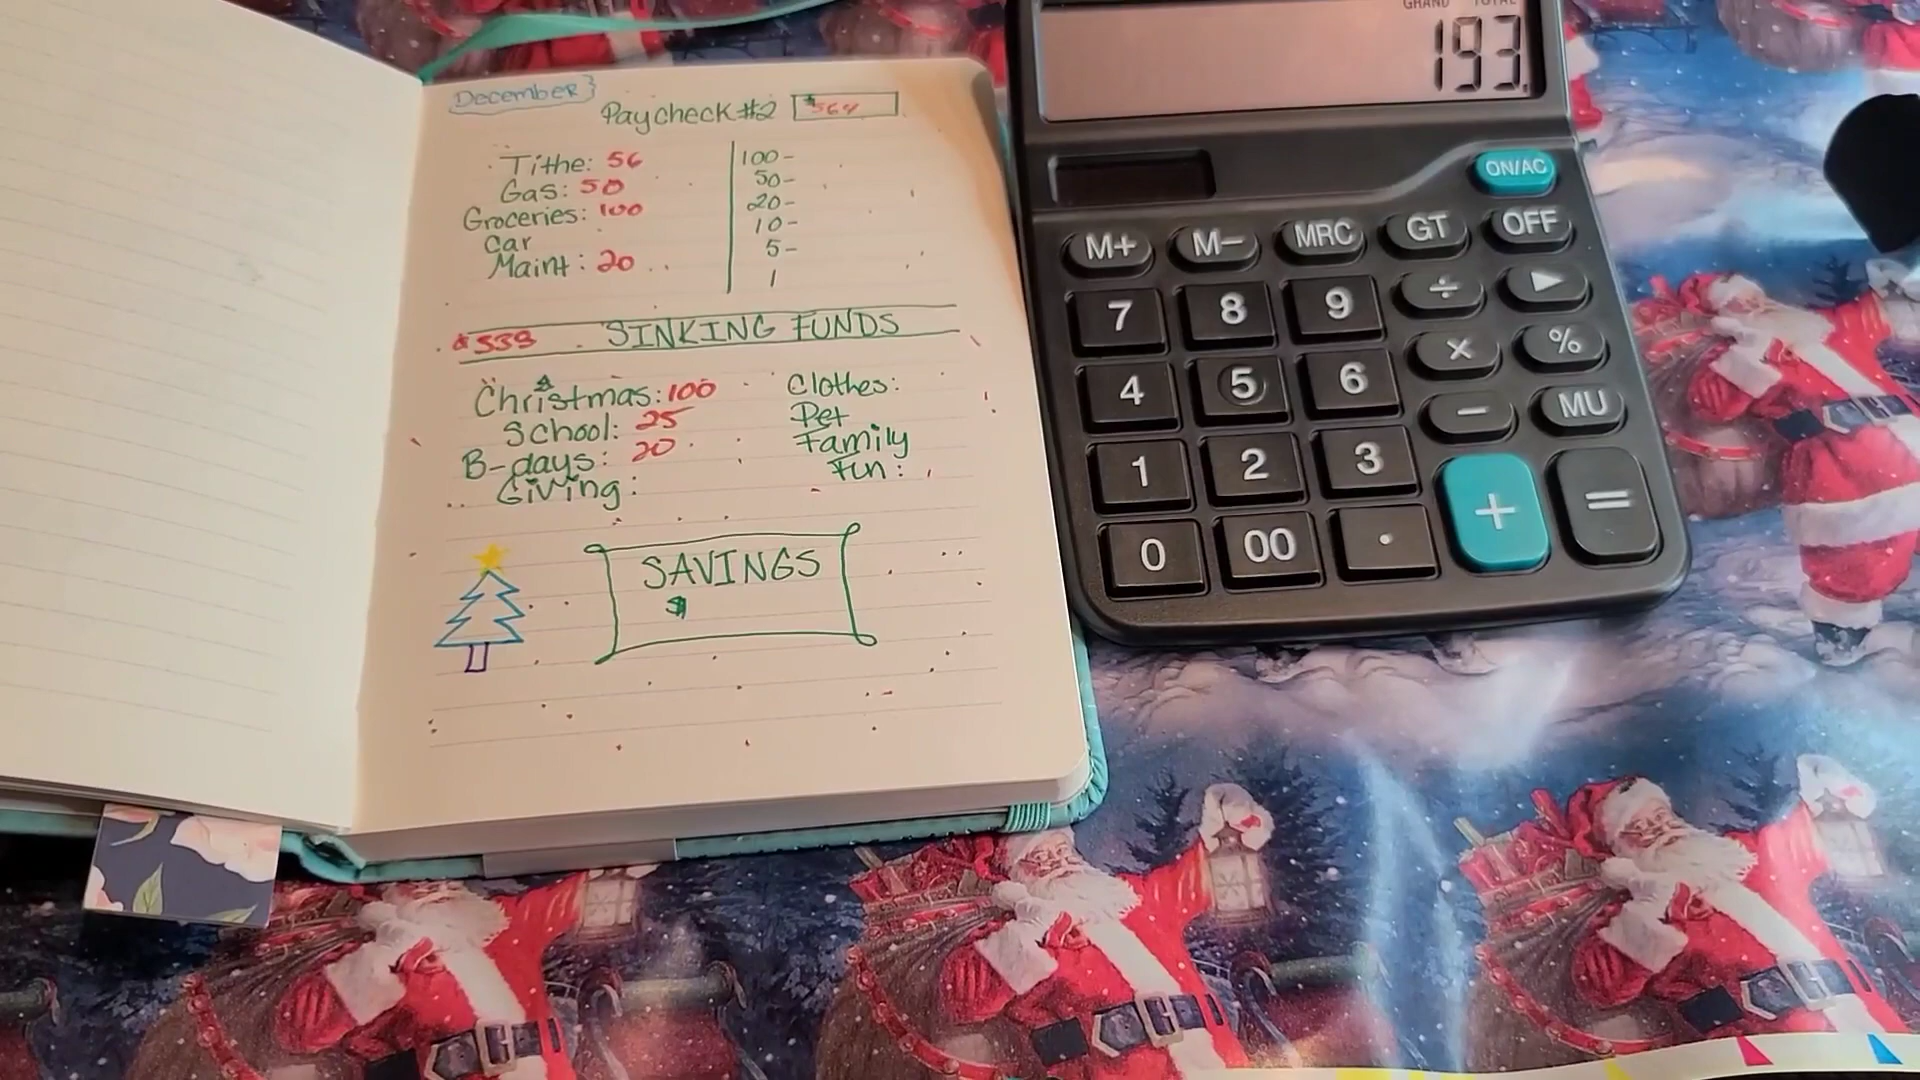 December
Paycheck #2 $564
Tithe: 56
Gas: 50
Groceries: 100
Car
Maint: 20
100-
50-
20-
10-
5-
1
$338 SINKING FUNDS
Christmas: 100
School: 25
B-days: 20
Giving:
Clothes:
Pet
Family
Fun:
SAVINGS
$
GRAND TOTAL
193.
ON/AC
M+ M- MRC GT OFF
7 8 9 ÷ ▶
4 5 6 × %
1 2 3 - MU
0 00 . + =